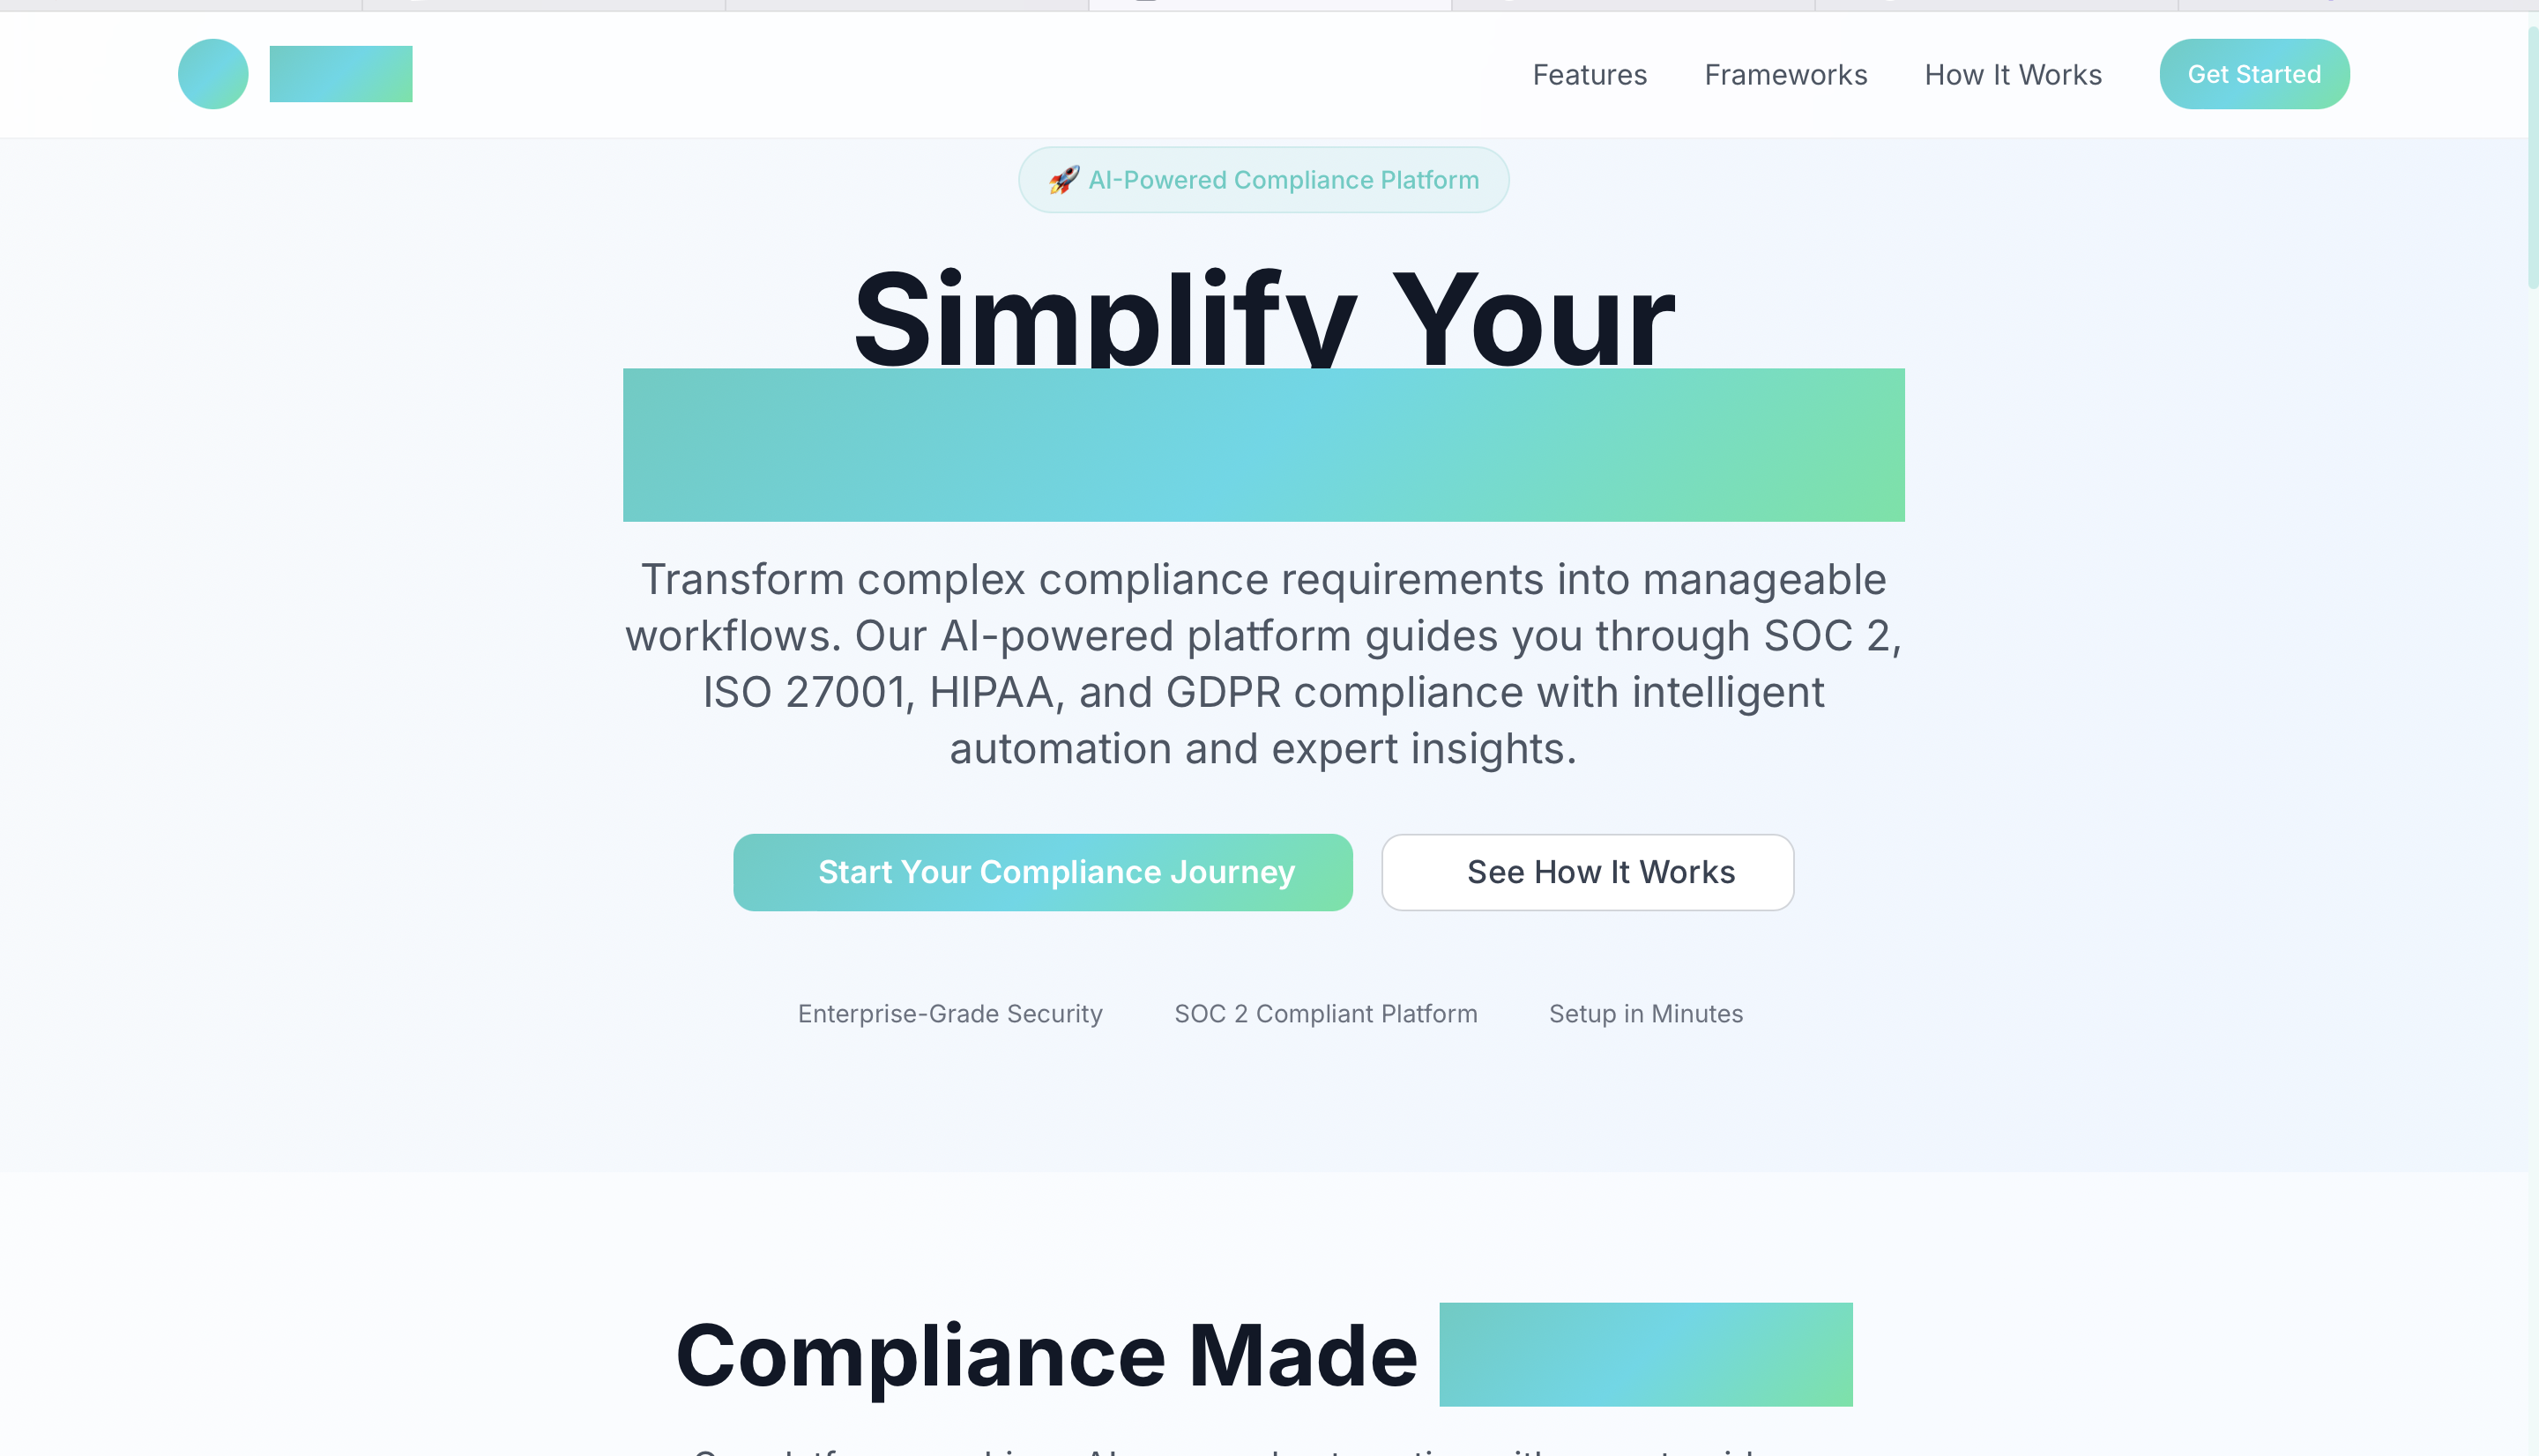 Features
Frameworks
How It Works
Get Started
🚀 AI-Powered Compliance Platform
Simplify Your
Transform complex compliance requirements into manageable
workflows. Our AI-powered platform guides you through SOC 2,
ISO 27001, HIPAA, and GDPR compliance with intelligent
automation and expert insights.
Start Your Compliance Journey
See How It Works
Enterprise-Grade Security
SOC 2 Compliant Platform
Setup in Minutes
Compliance Made